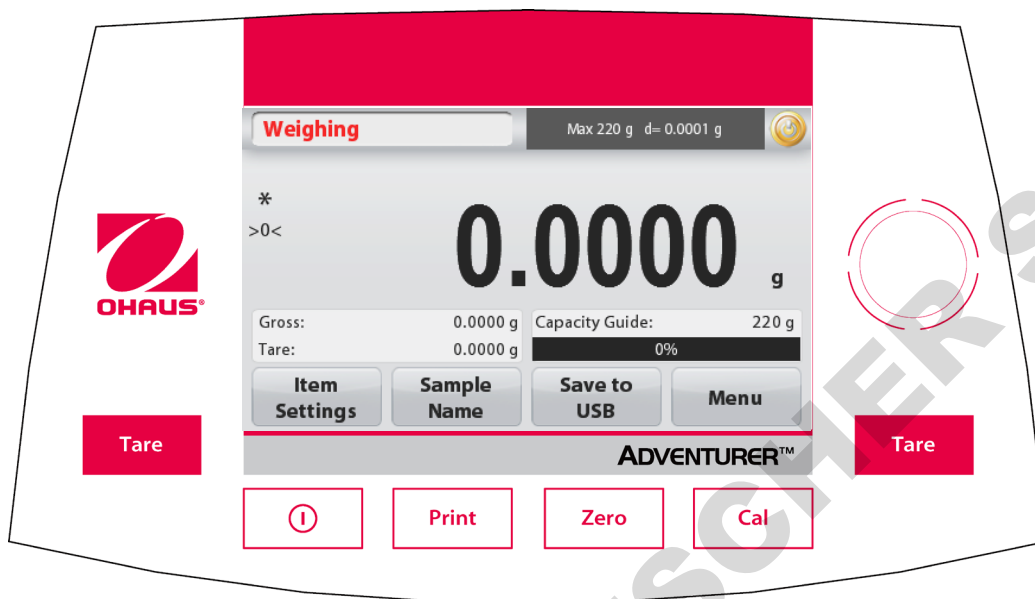 Weighing
Max 220 g d= 0.0001 g
*
>0<
0.0000 g
OHAUS®
Gross: 0.0000 g
Tare: 0.0000 g
Capacity Guide: 220 g
0%
Item
Settings
Sample
Name
Save to
USB
Menu
Tare
ADVENTURER™
Tare
Print
Zero
Cal